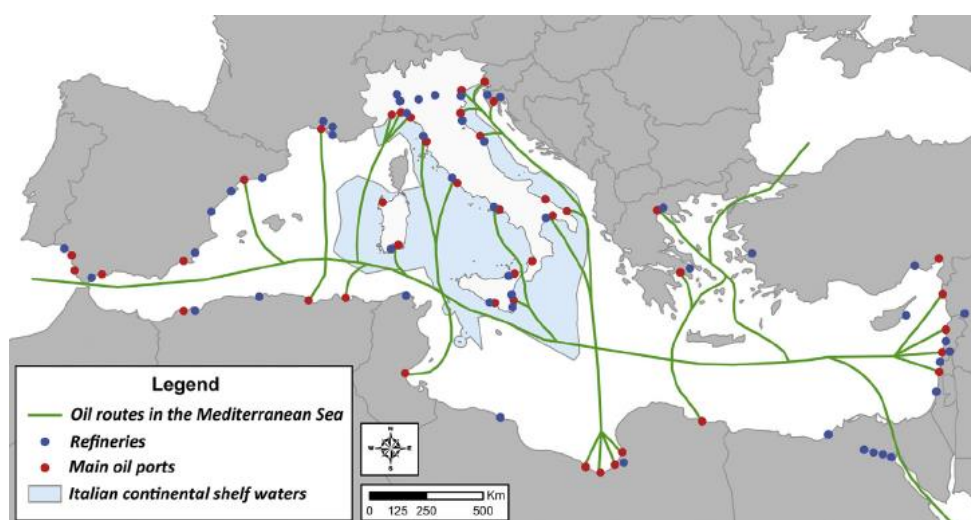 Legend
Oil routes in the Mediterranean Sea
Refineries
Main oil ports
Italian continental shelf waters
N
W
E
S
Km
0 125 250 500